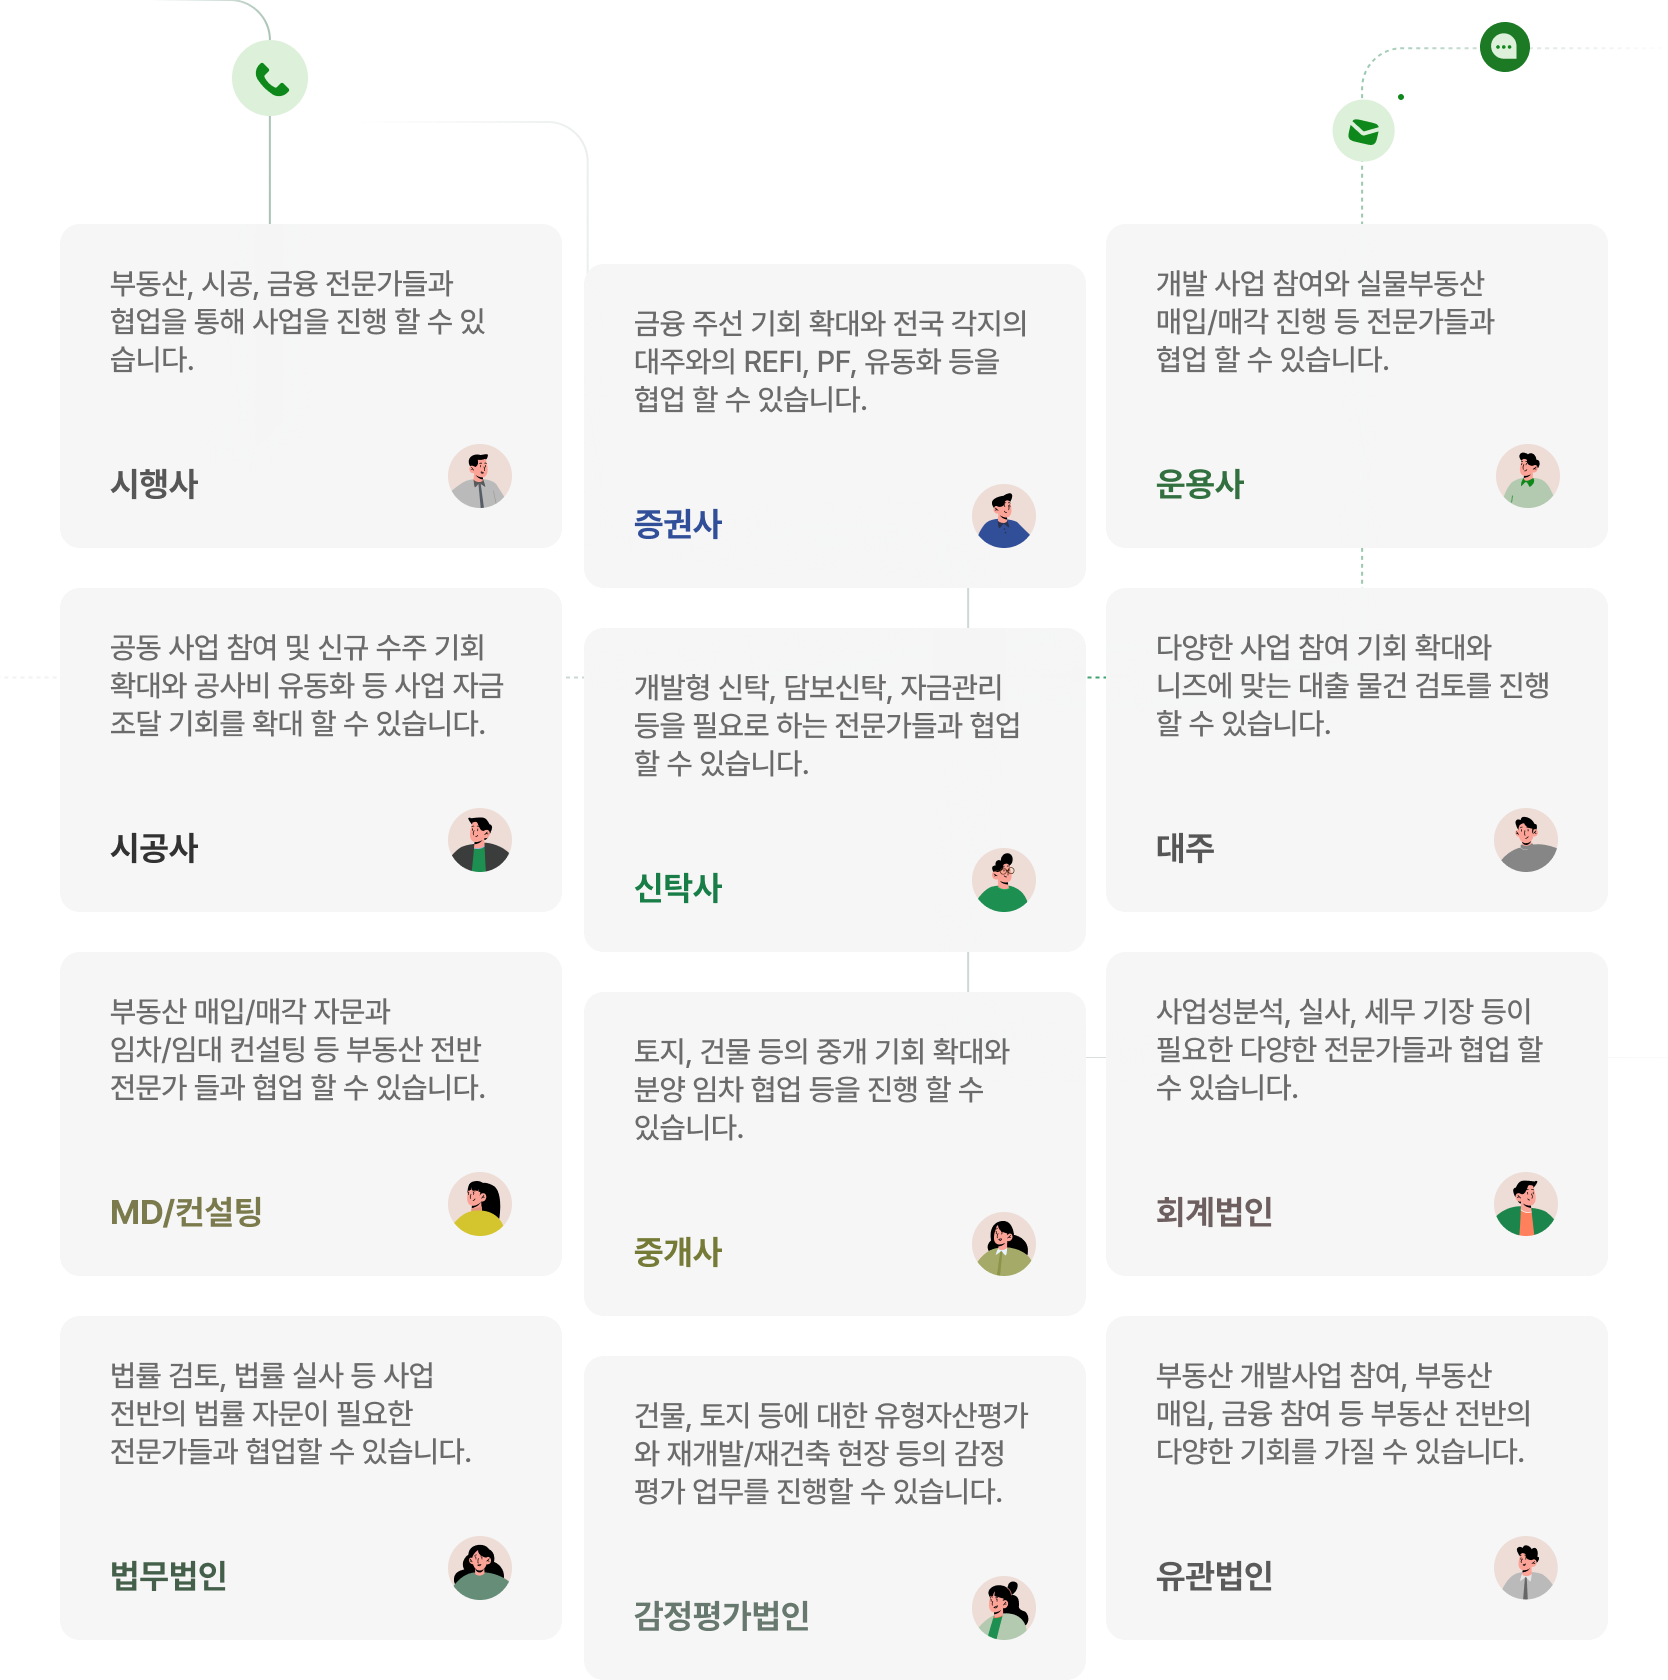 부동산, 시공, 금융 전문가들과
협업을 통해 사업을 진행 할 수 있
습니다.
시행사
공동 사업 참여 및 신규 수주 기회
확대와 공사비 유동화 등 사업 자금
조달 기회를 확대 할 수 있습니다.
시공사
부동산 매입/매각 자문과
임차/임대 컨설팅 등 부동산 전반
전문가 들과 협업 할 수 있습니다.
MD/컨설팅
법률 검토, 법률 실사 등 사업
전반의 법률 자문이 필요한
전문가들과 협업할 수 있습니다.
법무법인
금융 주선 기회 확대와 전국 각지의
대주와의 REFI, PF, 유동화 등을
협업 할 수 있습니다.
증권사
개발형 신탁, 담보신탁, 자금관리
등을 필요로 하는 전문가들과 협업
할 수 있습니다.
신탁사
토지, 건물 등의 중개 기회 확대와
분양 임차 협업 등을 진행 할 수
있습니다.
중개사
건물, 토지 등에 대한 유형자산평가
와 재개발/재건축 현장 등의 감정
평가 업무를 진행할 수 있습니다.
감정평가법인
개발 사업 참여와 실물부동산
매입/매각 진행 등 전문가들과
협업 할 수 있습니다.
운용사
다양한 사업 참여 기회 확대와
니즈에 맞는 대출 물건 검토를 진행
할 수 있습니다.
대주
사업성분석, 실사, 세무 기장 등이
필요한 다양한 전문가들과 협업 할
수 있습니다.
회계법인
부동산 개발사업 참여, 부동산
매입, 금융 참여 등 부동산 전반의
다양한 기회를 가질 수 있습니다.
유관법인